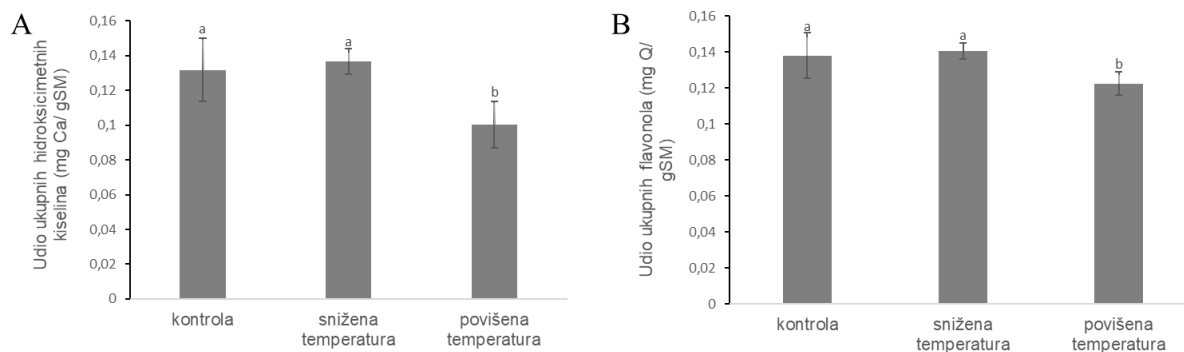 A
Udio ukupnih hidroksicimetnih
kiselina (mg Ca/ gSM)
0,16
0,14
0,12
0,1
0,08
0,06
0,04
0,02
0
a
a
b
kontrola
snižena
temperatura
povišena
temperatura
B
Udio ukupnih flavonola (mg Q/
gSM)
0,16
0,14
0,12
0,1
0,08
0,06
0,04
0,02
0
a
a
b
kontrola
snižena
temperatura
povišena
temperatura